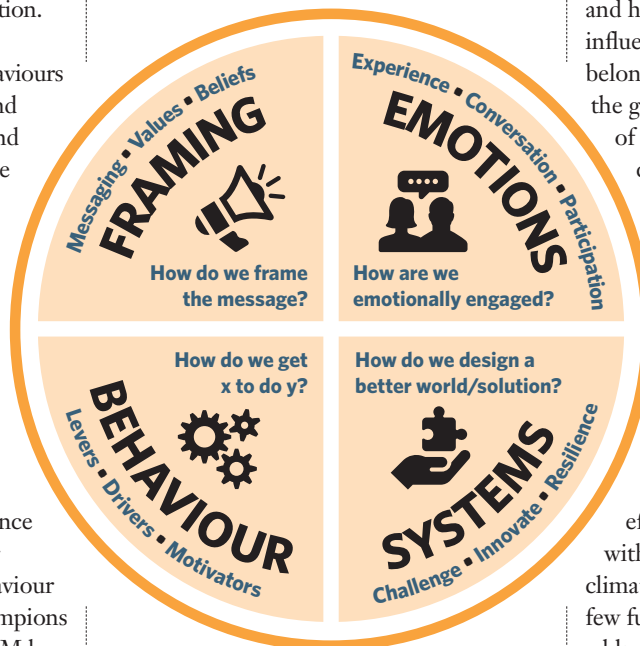 tion.
aviours
nd
nd
e
Messaging • Values • Beliefs
FRAMING
How do we frame
the message?
Experience • Conversation • Participation
EMOTIONS
How are we
emotionally engaged?
How do we get
x to do y?
BEHAVIOUR
Levers • Drivers • Motivators
How do we design a
better world/solution?
SYSTEMS
Challenge • Innovate • Resilience
nce
aviour
mpions
and h
influe
belon
the g
of
ef
with
climat
few fu